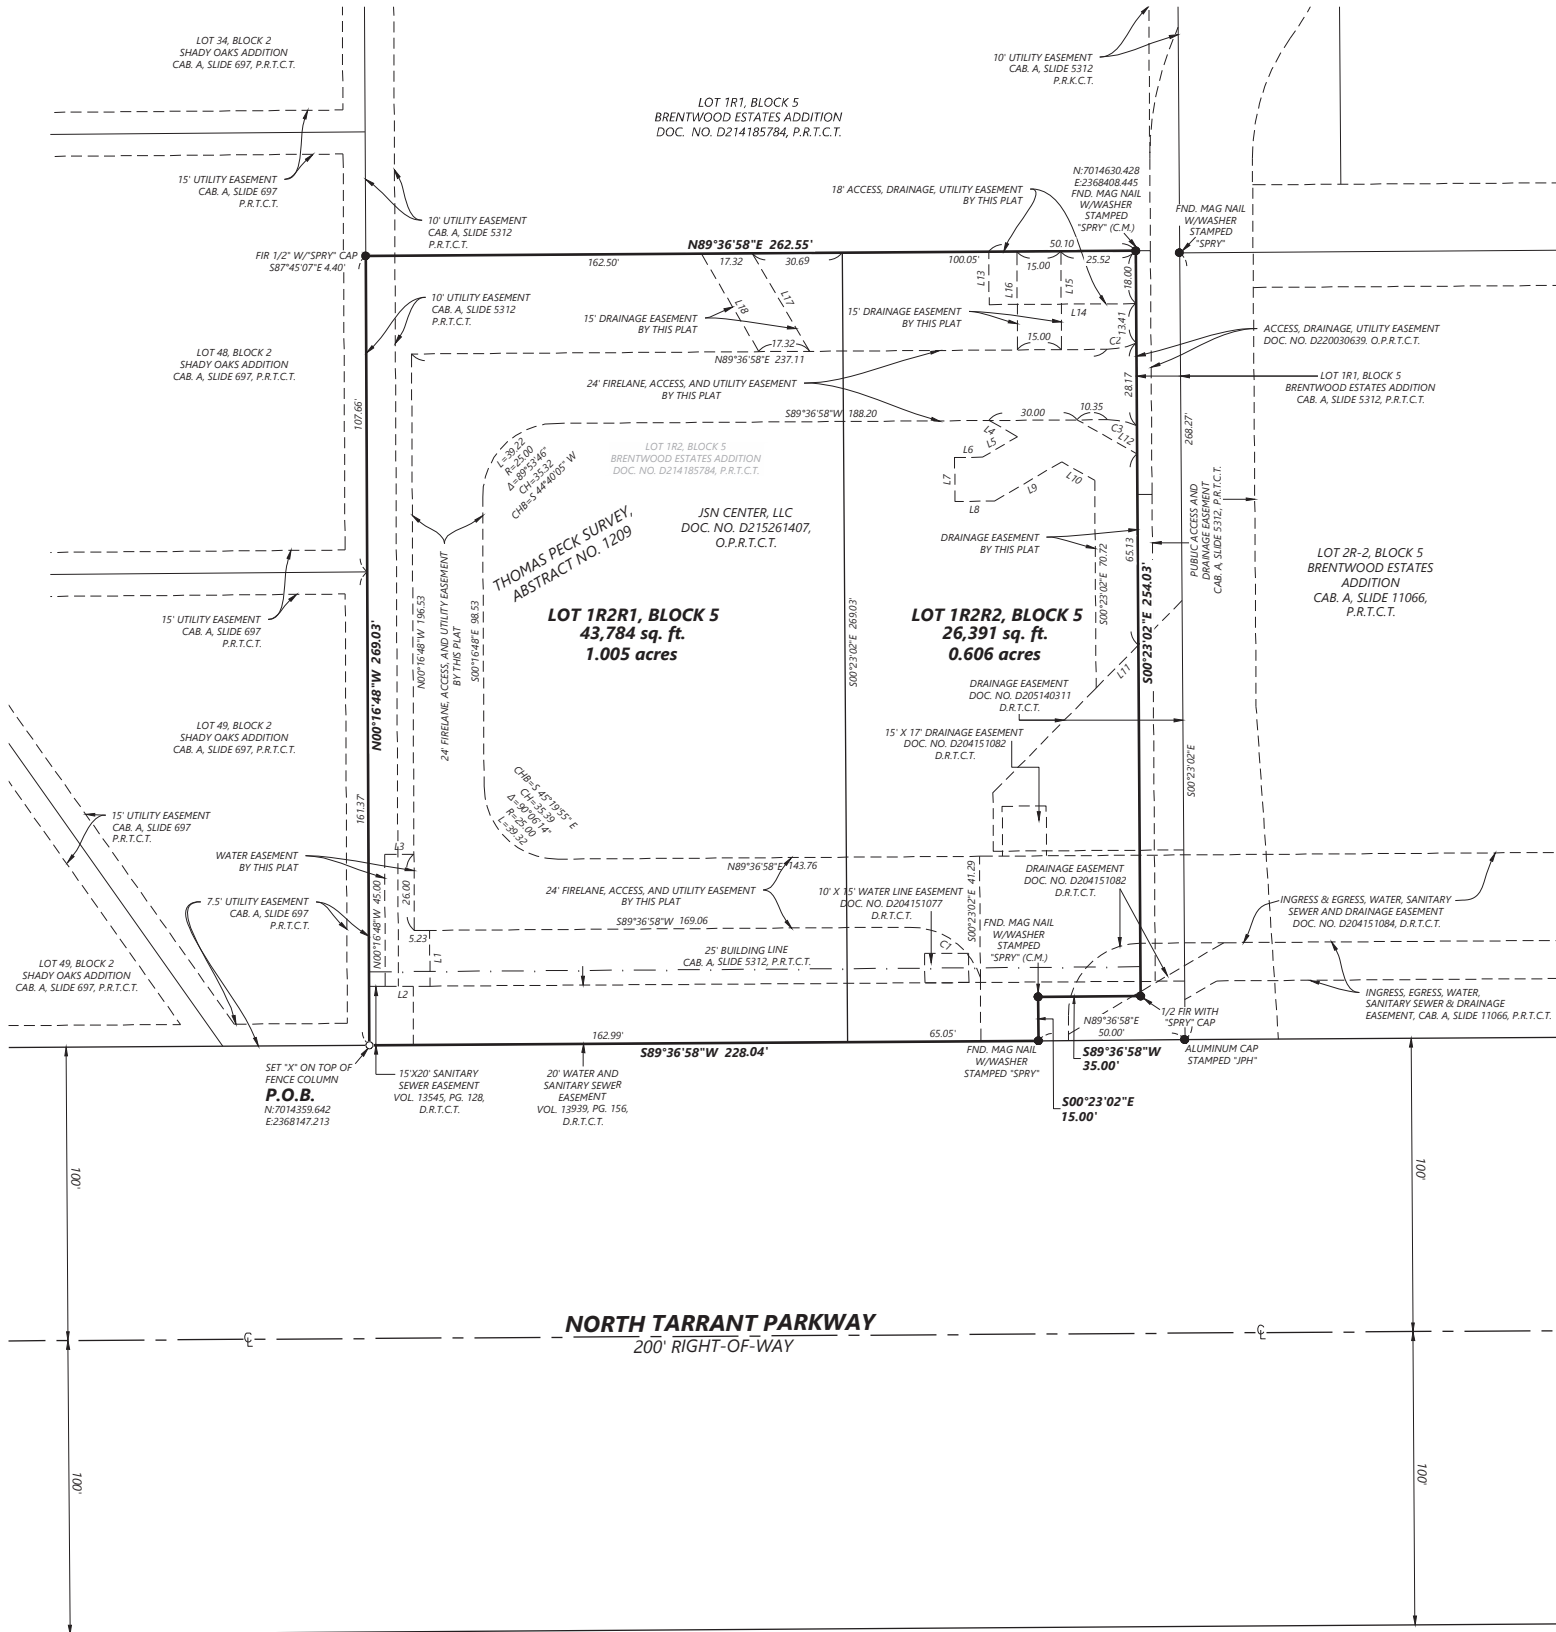 LOT 34, BLOCK 2
SHADY OAKS ADDITION
CAB. A, SLIDE 697, P.R.T.C.T.
10' UTILITY EASEMENT
CAB. A, SLIDE 5312
P.R.K.C.T.
LOT 1R1, BLOCK 5
BRENTWOOD ESTATES ADDITION
DOC. NO. D214185784, P.R.T.C.T.
15' UTILITY EASEMENT
CAB. A, SLIDE 697
P.R.T.C.T.
N:7014630.428
E:2368408.445
FND. MAG NAIL
W/WASHER
STAMPED
"SPRY" (C.M.)
18' ACCESS, DRAINAGE, UTILITY EASEMENT
BY THIS PLAT
FND. MAG NAIL
W/WASHER
STAMPED
"SPRY"
10' UTILITY EASEMENT
CAB. A, SLIDE 5312
P.R.T.C.T.
FIR 1/2" W/"SPRY" CAP
S87°45'07"E 4.40'
N89°36'58"E 262.55'
162.50'
17.32
30.69
100.05'
50.10
15.00
25.52
18.00
L13
L16
L15
L14
L18
L17
10' UTILITY EASEMENT
CAB. A, SLIDE 5312
P.R.T.C.T.
15' DRAINAGE EASEMENT
BY THIS PLAT
15' DRAINAGE EASEMENT
BY THIS PLAT
15.00
13.41
C2
17.32
N89°36'58"E 237.11
ACCESS, DRAINAGE, UTILITY EASEMENT
DOC. NO. D220030639. O.P.R.T.C.T.
LOT 48, BLOCK 2
SHADY OAKS ADDITION
CAB. A, SLIDE 697, P.R.T.C.T.
24' FIRELANE, ACCESS, AND UTILITY EASEMENT
BY THIS PLAT
28.17
LOT 1R1, BLOCK 5
BRENTWOOD ESTATES ADDITION
CAB. A, SLIDE 5312, P.R.T.C.T.
107.66'
S89°36'58"W 188.20
30.00
10.35
C3
L12
L4
L5
L6
L7
L8
L9
L10
268.27'
L=39.22
R=25.00
Δ=89°53'46"
CH=35.32
CHB=S 44°40'05" W
LOT 1R2, BLOCK 5
BRENTWOOD ESTATES ADDITION
DOC. NO. D214185784, P.R.T.C.T.
THOMAS PECK SURVEY,
ABSTRACT NO. 1209
JSN CENTER, LLC
DOC. NO. D215261407,
O.P.R.T.C.T.
DRAINAGE EASEMENT
BY THIS PLAT
65.13
S00°23'02"E 70.72
PUBLIC ACCESS AND
DRAINAGE EASEMENT
CAB. A, SLIDE 5312, P.R.T.C.T.
LOT 2R-2, BLOCK 5
BRENTWOOD ESTATES
ADDITION
CAB. A, SLIDE 11066,
P.R.T.C.T.
15' UTILITY EASEMENT
CAB. A, SLIDE 697
P.R.T.C.T.
N00°16'48"W 269.03'
N00°16'48"W 196.53
24' FIRELANE, ACCESS, AND UTILITY EASEMENT
BY THIS PLAT
S00°16'48"E 98.53
LOT 1R2R1, BLOCK 5
43,784 sq. ft.
1.005 acres
S00°23'02"E 269.03'
LOT 1R2R2, BLOCK 5
26,391 sq. ft.
0.606 acres
S00°23'02"E 254.03'
L11
DRAINAGE EASEMENT
DOC. NO. D205140311
D.R.T.C.T.
15' X 17' DRAINAGE EASEMENT
DOC. NO. D204151082
D.R.T.C.T.
S00°23'02"E
LOT 49, BLOCK 2
SHADY OAKS ADDITION
CAB. A, SLIDE 697, P.R.T.C.T.
161.37'
CHB=S 45°19'55" E
CH=35.39
Δ=90°06'14"
R=25.00
L=39.32
15' UTILITY EASEMENT
CAB. A, SLIDE 697
P.R.T.C.T.
WATER EASEMENT
BY THIS PLAT
L3
N89°36'58"E 143.76
N00°16'48"W 45.00
26.00
24' FIRELANE, ACCESS, AND UTILITY EASEMENT
BY THIS PLAT
10' X 15' WATER LINE EASEMENT
DOC. NO. D204151077
D.R.T.C.T.
S00°23'02"E 41.29
DRAINAGE EASEMENT
DOC. NO. D204151082
D.R.T.C.T.
7.5' UTILITY EASEMENT
CAB. A, SLIDE 697
P.R.T.C.T.
INGRESS & EGRESS, WATER, SANITARY
SEWER AND DRAINAGE EASEMENT
DOC. NO. D204151084, D.R.T.C.T.
S89°36'58"W 169.06
5.23
L1
L2
C1
FND. MAG NAIL
W/WASHER
STAMPED
"SPRY" (C.M.)
25' BUILDING LINE
CAB. A, SLIDE 5312, P.R.T.C.T.
LOT 49, BLOCK 2
SHADY OAKS ADDITION
CAB. A, SLIDE 697, P.R.T.C.T.
INGRESS, EGRESS, WATER,
SANITARY SEWER & DRAINAGE
EASEMENT, CAB. A, SLIDE 11066, P.R.T.C.T.
1/2 FIR WITH
"SPRY" CAP
N89°36'58"E
50.00'
162.99'
65.05'
S89°36'58"W 228.04'
FND. MAG NAIL
W/WASHER
STAMPED "SPRY"
S89°36'58"W
35.00'
ALUMINUM CAP
STAMPED "JPH"
SET "X" ON TOP OF
FENCE COLUMN
P.O.B.
N:7014359.642
E:2368147.213
15'X20' SANITARY
SEWER EASEMENT
VOL. 13545, PG. 128,
D.R.T.C.T.
20' WATER AND
SANITARY SEWER
EASEMENT
VOL. 13939, PG. 156,
D.R.T.C.T.
S00°23'02"E
15.00'
100'
100'
NORTH TARRANT PARKWAY
200' RIGHT-OF-WAY
100'
100'